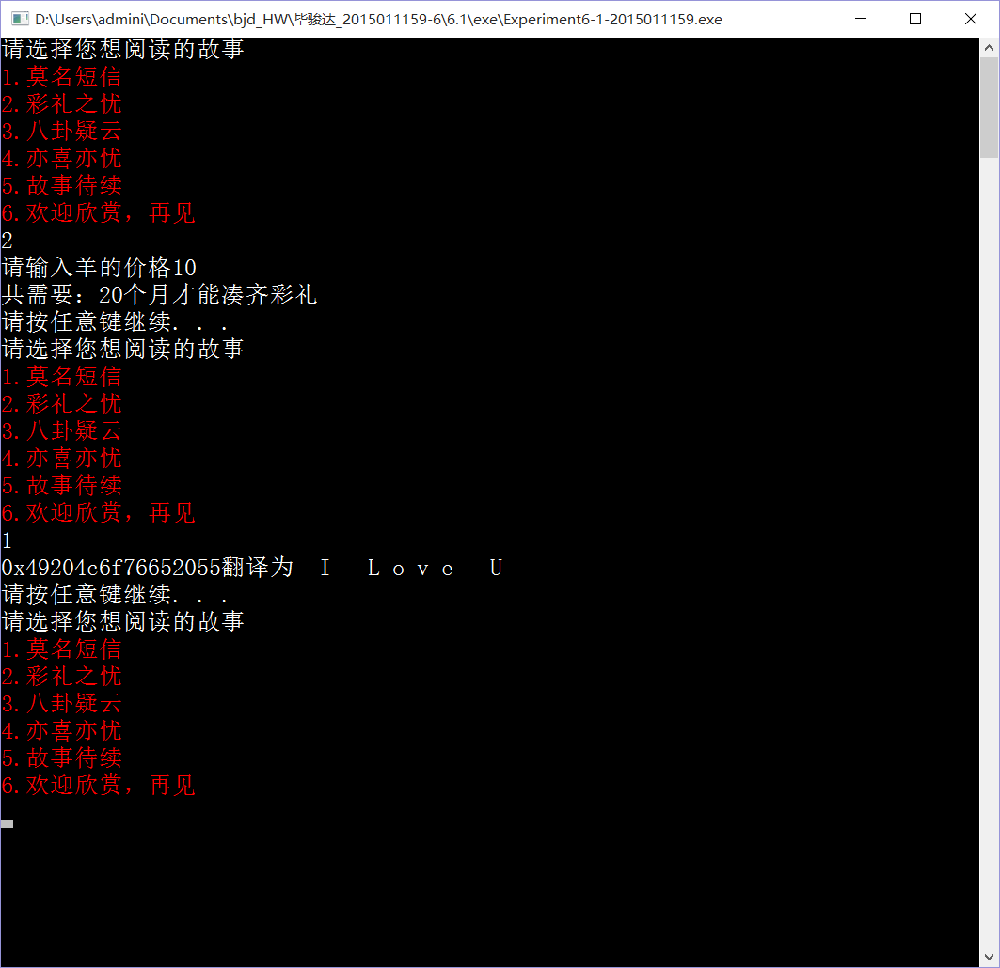 D:\Users\admini\Documents\bjd_HW\毕骏达_2015011159-6\6.1\exe\Experiment6-1-2015011159.exe
请选择您想阅读的故事
1.莫名短信
2.彩礼之忧
3.八卦疑云
4.亦喜亦忧
5.故事待续
6.欢迎欣赏，再见
2
请输入羊的价格10
共需要：20个月才能凑齐彩礼
请按任意键继续. . .
请选择您想阅读的故事
1.莫名短信
2.彩礼之忧
3.八卦疑云
4.亦喜亦忧
5.故事待续
6.欢迎欣赏，再见
1
0x49204c6f76652055翻译为  I   L o v e   U
请按任意键继续. . .
请选择您想阅读的故事
1.莫名短信
2.彩礼之忧
3.八卦疑云
4.亦喜亦忧
5.故事待续
6.欢迎欣赏，再见